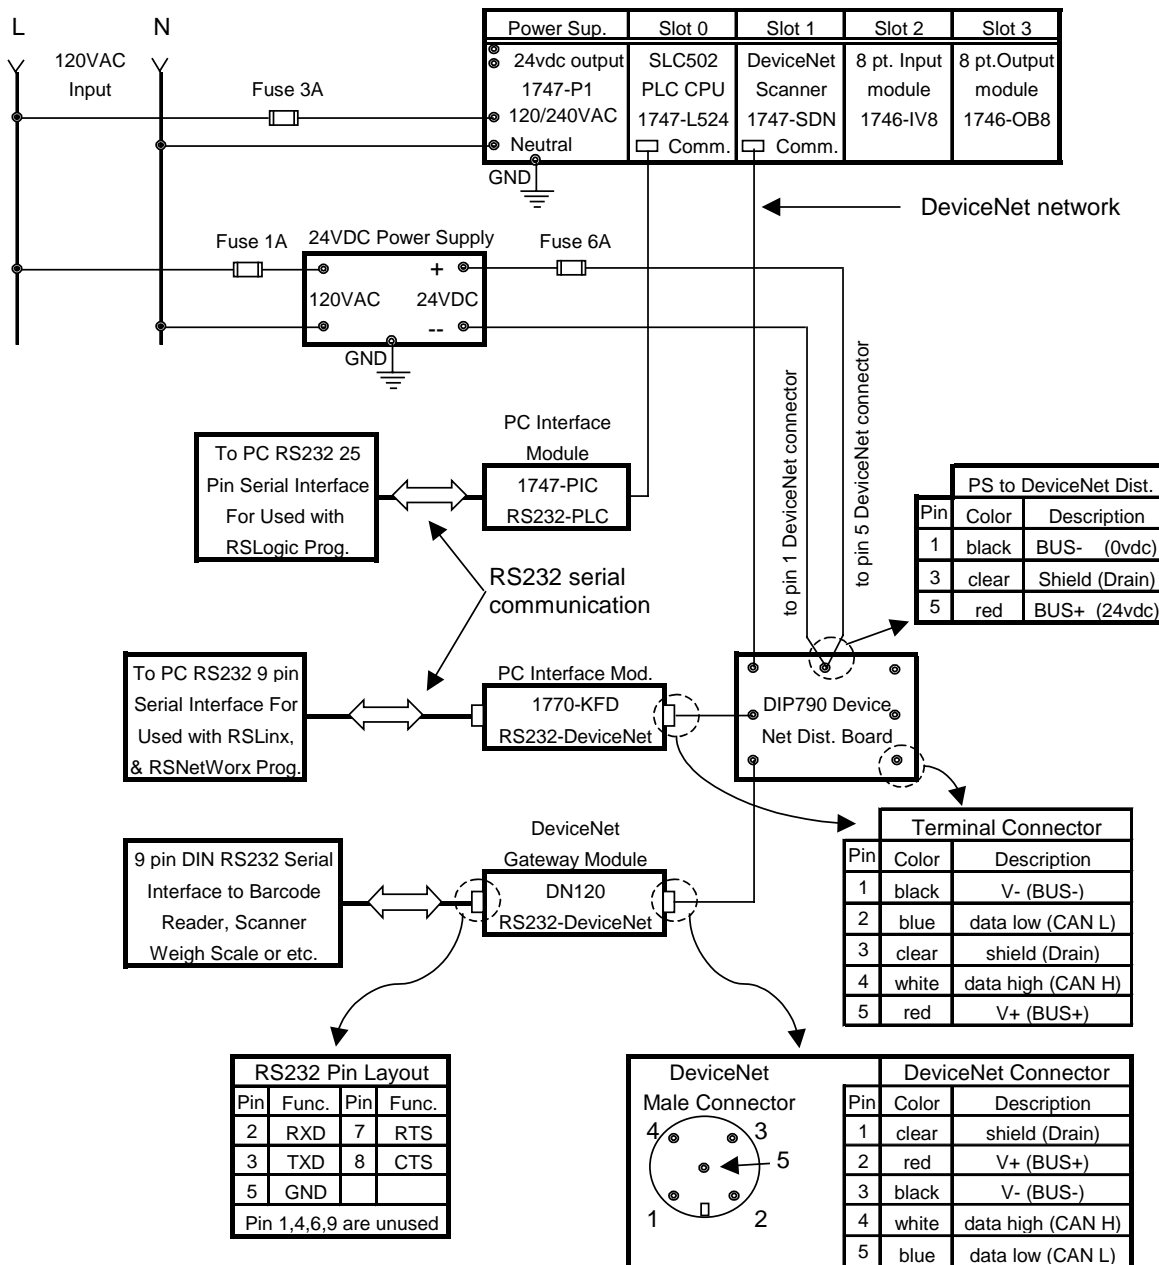 L N
120VAC
Input
Fuse 3A
Power Sup. Slot 0 Slot 1 Slot 2 Slot 3
24vdc output SLC502 DeviceNet 8 pt. Input 8 pt.Output
1747-P1 PLC CPU Scanner module module
120/240VAC 1747-L524 1747-SDN 1746-IV8 1746-OB8
Neutral Comm. Comm.
GND
DeviceNet network
Fuse 1A 24VDC Power Supply Fuse 6A
+
120VAC 24VDC
--
GND
to pin 1 DeviceNet connector
to pin 5 DeviceNet connector
PC Interface
Module
To PC RS232 25
Pin Serial Interface
For Used with
RSLogic Prog.
1747-PIC
RS232-PLC
PS to DeviceNet Dist.
Pin Color Description
1 black BUS- (0vdc)
3 clear Shield (Drain)
5 red BUS+ (24vdc)
RS232 serial
communication
To PC RS232 9 pin
Serial Interface For
Used with RSLinx,
& RSNetWorx Prog.
PC Interface Mod.
1770-KFD
RS232-DeviceNet
DIP790 Device
Net Dist. Board
DeviceNet
Gateway Module
9 pin DIN RS232 Serial
Interface to Barcode
Reader, Scanner
Weigh Scale or etc.
DN120
RS232-DeviceNet
Terminal Connector
Pin Color Description
1 black V- (BUS-)
2 blue data low (CAN L)
3 clear shield (Drain)
4 white data high (CAN H)
5 red V+ (BUS+)
RS232 Pin Layout
Pin Func. Pin Func.
2 RXD 7 RTS
3 TXD 8 CTS
5 GND
Pin 1,4,6,9 are unused
DeviceNet
Male Connector
4 3
5
1 2
DeviceNet Connector
Pin Color Description
1 clear shield (Drain)
2 red V+ (BUS+)
3 black V- (BUS-)
4 white data high (CAN H)
5 blue data low (CAN L)